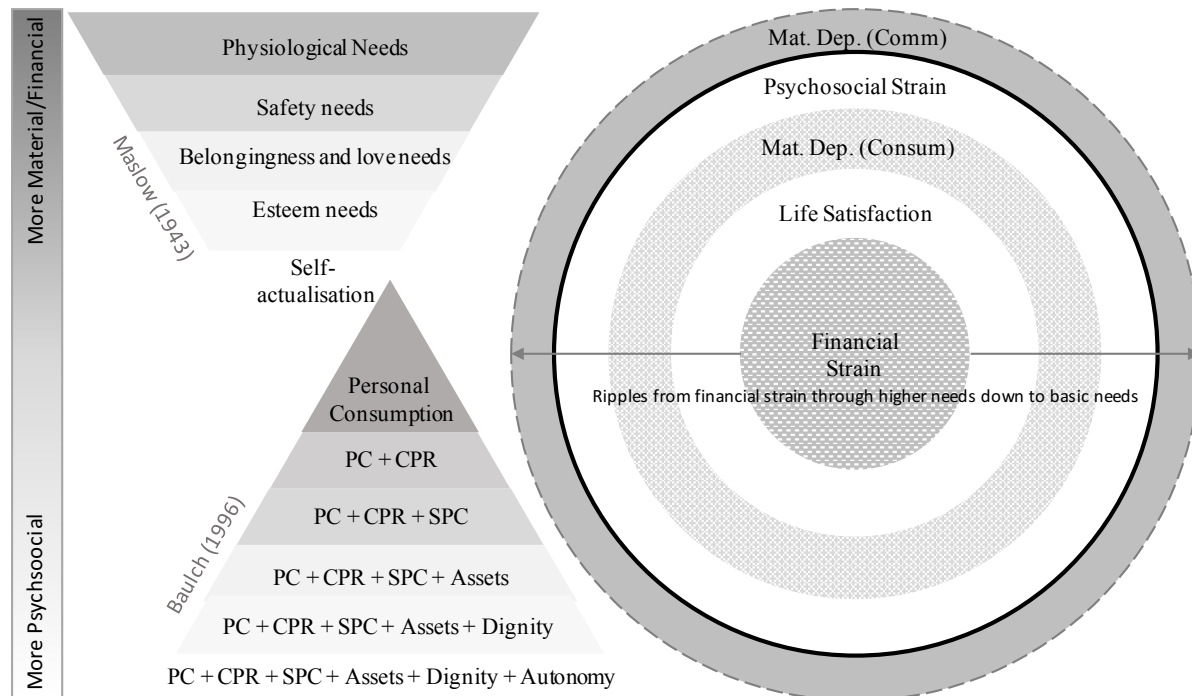 More Material/Financial
More Psychsocial
Physiological Needs
Safety needs
Belongingness and love needs
Esteem needs
Self-
actualisation
Maslow (1943)
Personal
Consumption
PC + CPR
PC + CPR + SPC
PC + CPR + SPC + Assets
PC + CPR + SPC + Assets + Dignity
PC + CPR + SPC + Assets + Dignity + Autonomy
Baulch (1996)
Mat. Dep. (Comm)
Psychosocial Strain
Mat. Dep. (Consum)
Life Satisfaction
Financial
Strain
Ripples from financial strain through higher needs down to basic needs